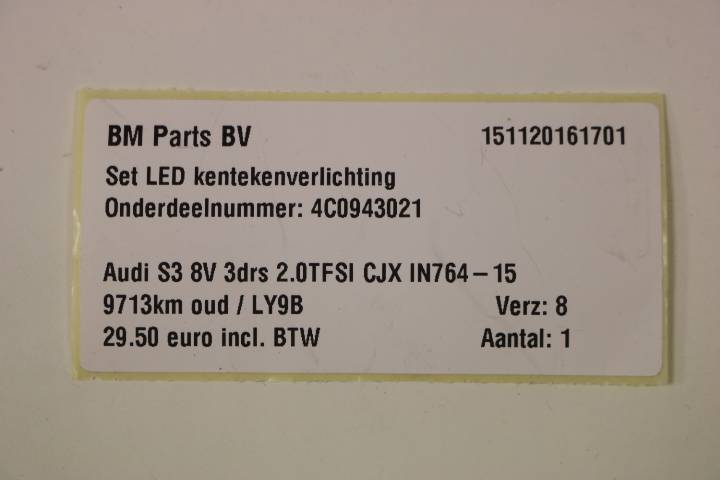 BM Parts BV 151120161701
Set LED kentekenverlichting
Onderdeelnummer: 4C0943021
Audi S3 8V 3drs 2.0TFSI CJX IN764-15
9713km oud / LY9B Verz: 8
29.50 euro incl. BTW Aantal: 1